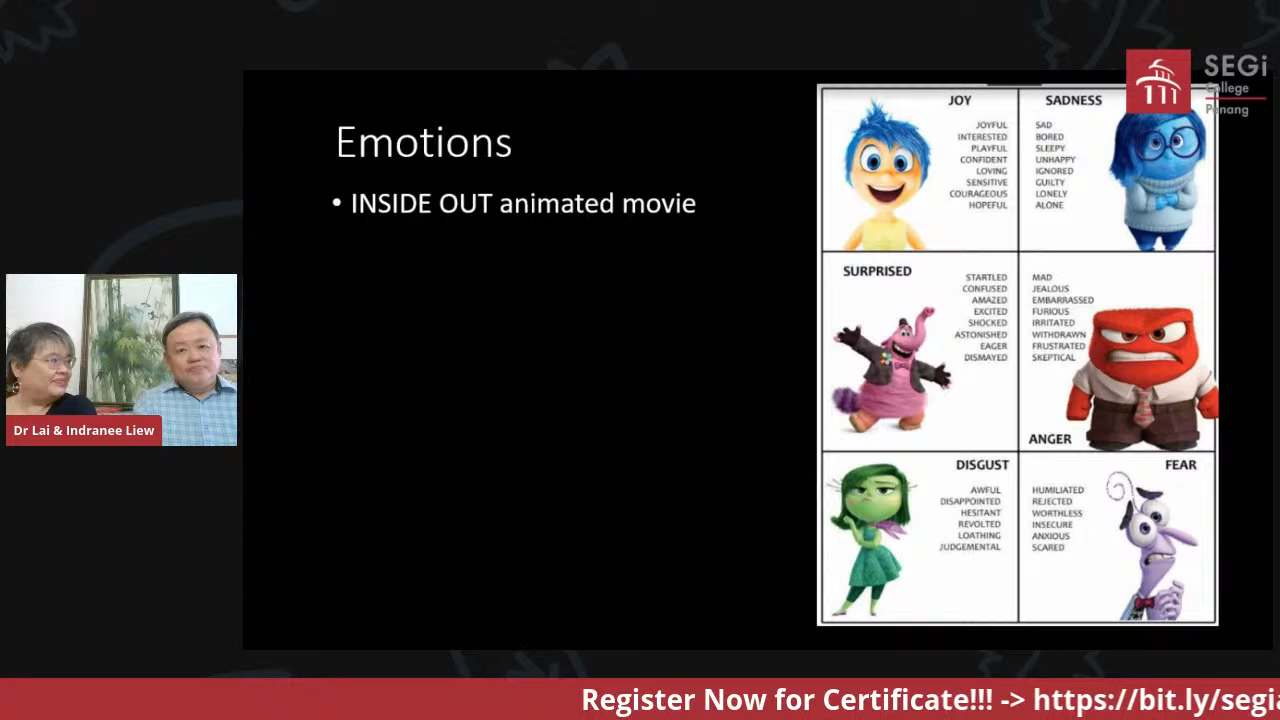 SEGi
College
Penang
Emotions
• INSIDE OUT animated movie
JOY
JOYFUL
INTERESTED
PLAYFUL
CONFIDENT
LOVING
SENSITIVE
COURAGEOUS
HOPEFUL
SADNESS
SAD
BORED
SLEEPY
UNHAPPY
IGNORED
GUILTY
LONELY
ALONE
SURPRISED
STARTLED
CONFUSED
AMAZED
EXCITED
SHOCKED
ASTONISHED
EAGER
DISMAYED
MAD
JEALOUS
EMBARRASSED
FURIOUS
IRRITATED
WITHDRAWN
FRUSTRATED
SKEPTICAL
ANGER
DISGUST
AWFUL
DISAPPOINTED
HESITANT
REVOLTED
LOATHING
JUDGEMENTAL
FEAR
HUMILIATED
REJECTED
WORTHLESS
INSECURE
ANXIOUS
SCARED
Dr Lai & Indranee Liew
Register Now for Certificate!!! -> https://bit.ly/segi